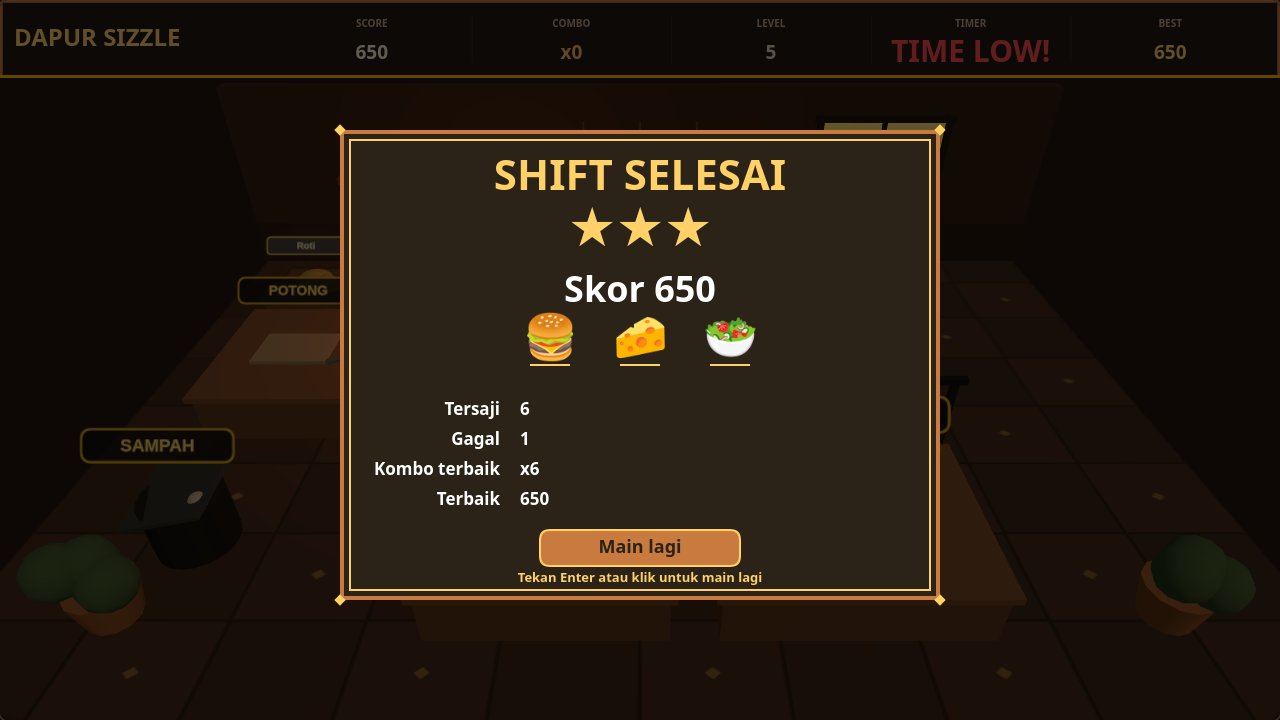 DAPUR SIZZLE
SCORE
650
COMBO
x0
LEVEL
5
TIMER
TIME LOW!
BEST
650
SHIFT SELESAI
★★★
Roti
POTONG
Skor 650
Tersaji 6
Gagal 1
SAMPAH
Kombo terbaik x6
Terbaik 650
Main lagi
Tekan Enter atau klik untuk main lagi